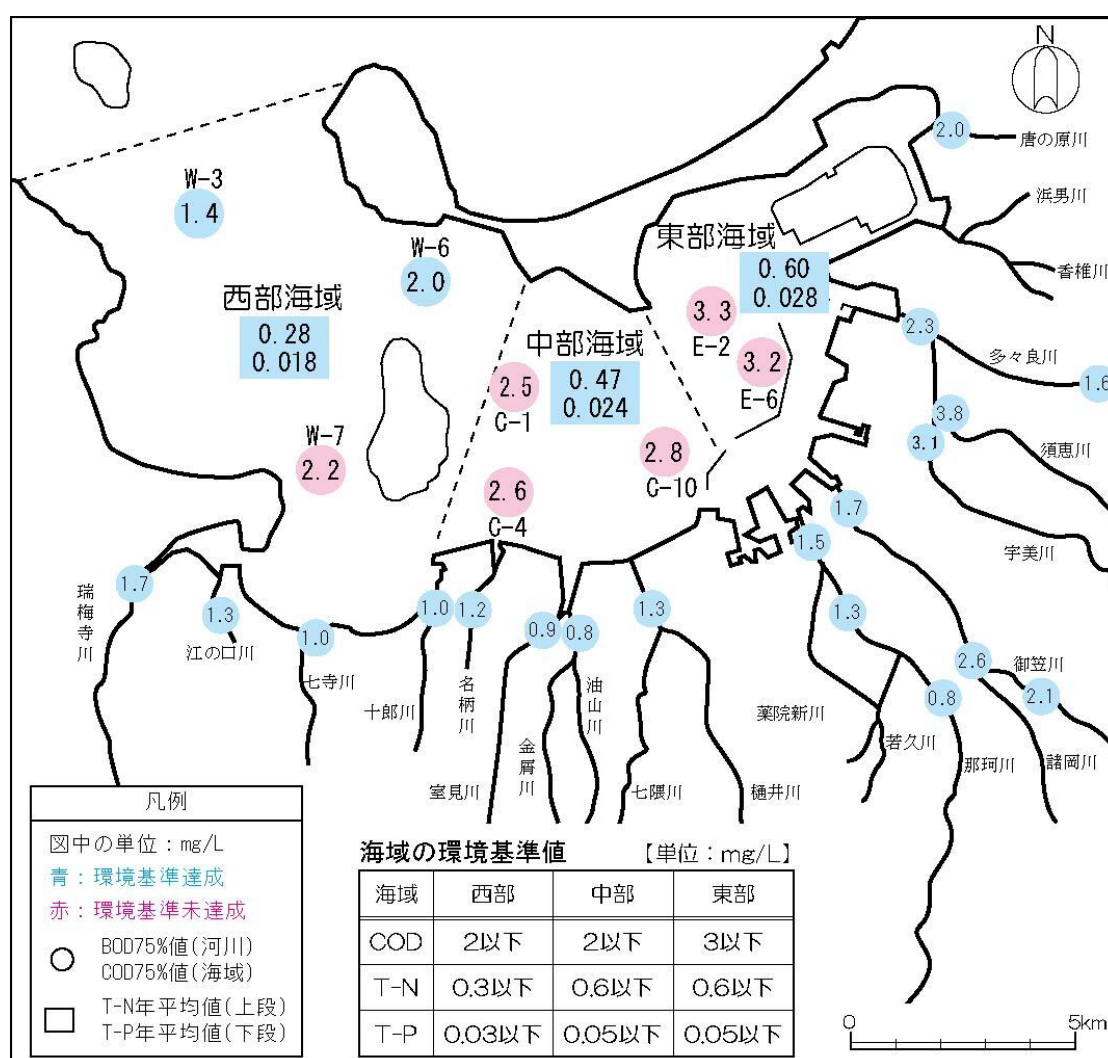 N
W-3
1.4
W-6
2.0
西部海域
0.28
0.018
W-7
2.2
中部海域
0.47
0.024
2.5
C-1
2.6
C-4
2.8
C-10
東部海域
0.60
0.028
3.3
E-2
3.2
E-6
2.0
唐の原川
浜男川
香椎川
2.3
多々良川
1.6
3.8
3.1
須恵川
宇美川
1.7
1.5
1.3
2.6
御笠川
2.1
0.8
諸岡川
那珂川
若久川
薬院新川
1.7
瑞梅寺川
1.3
江の口川
1.0
七寺川
1.0
十郎川
1.2
名柄川
0.9
0.8
室見川
金屑川
油山川
1.3
七隈川
樋井川
凡例
図中の単位：mg/L
青：環境基準達成
赤：環境基準未達成
BOD75%値(河川)
COD75%値(海域)
T-N年平均値(上段)
T-P年平均値(下段)
海域の環境基準値 【単位：mg/L】
海域 西部 中部 東部
COD 2以下 2以下 3以下
T-N 0.3以下 0.6以下 0.6以下
T-P 0.03以下 0.05以下 0.05以下
0 5km